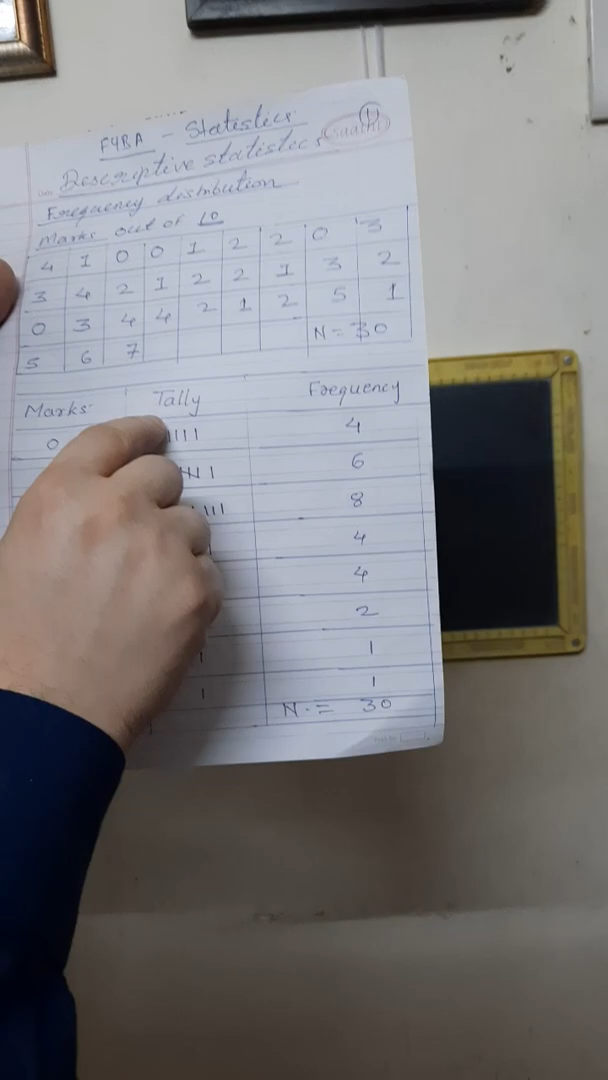 1
FYBA - Statistics
saathi
Descriptive statistics
Frequency distribution
Marks out of 10
4 1 0 0 1 2 2 0 3
3 4 2 1 2 2 1 3 2
0 3 4 4 2 1 2 5 1
5 6 7 N = 30
Marks Tally Frequency
0 |||| 4
6
8
4
4
2
| 1
| 1
N. = 30